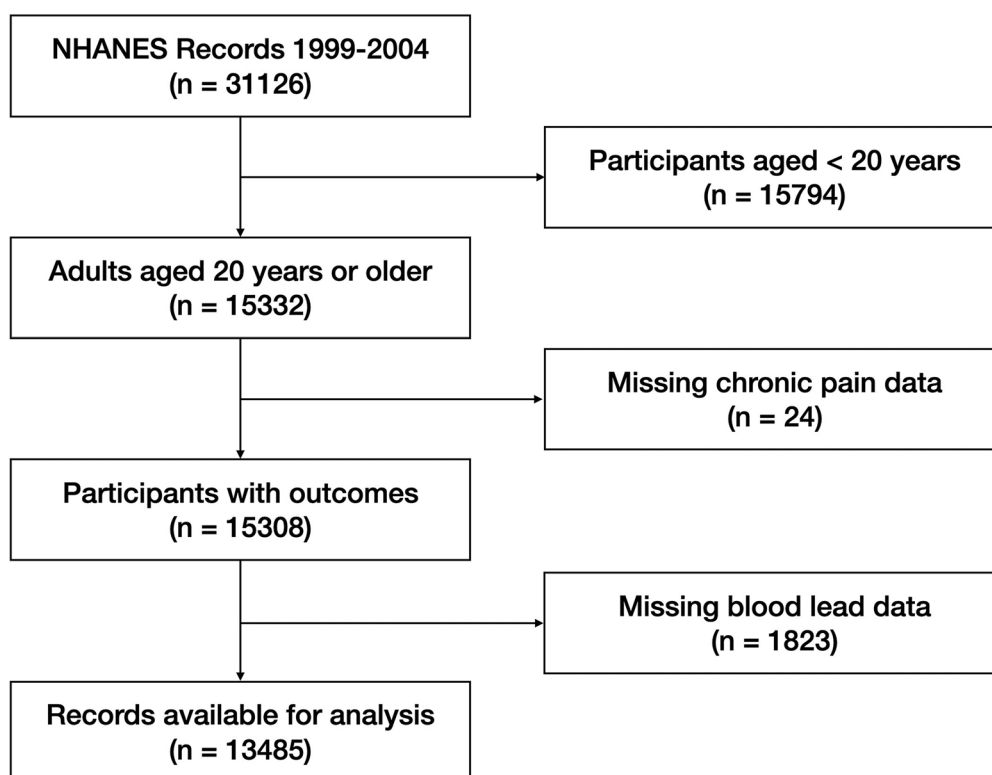 NHANES Records 1999-2004
(n = 31126)
Participants aged < 20 years
(n = 15794)
Adults aged 20 years or older
(n = 15332)
Missing chronic pain data
(n = 24)
Participants with outcomes
(n = 15308)
Missing blood lead data
(n = 1823)
Records available for analysis
(n = 13485)